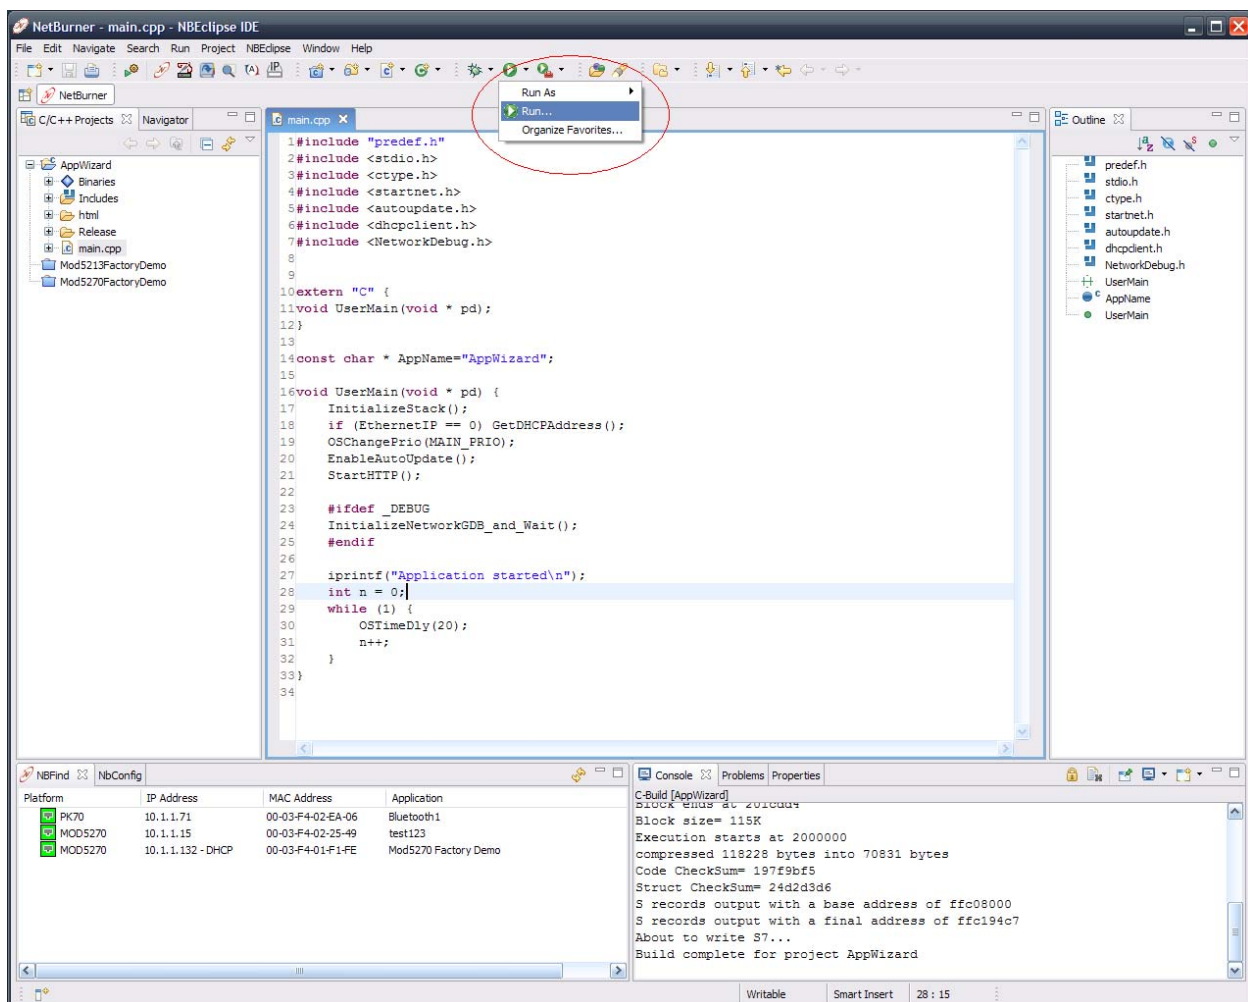 NetBurner - main.cpp - NBEclipse IDE
File Edit Navigate Search Run Project NBEclipse Window Help
NetBurner
Run As
Run...
Organize Favorites...
C/C++ Projects Navigator
AppWizard
Binaries
Includes
html
Release
main.cpp
Mod5213FactoryDemo
Mod5270FactoryDemo
main.cpp
1#include "predef.h"
2#include <stdio.h>
3#include <ctype.h>
4#include <startnet.h>
5#include <autoupdate.h>
6#include <dhcpclient.h>
7#include <NetworkDebug.h>
8
9
10extern "C" {
11void UserMain(void * pd);
12}
13
14const char * AppName="AppWizard";
15
16void UserMain(void * pd) {
17 InitializeStack();
18 if (EthernetIP == 0) GetDHCPAddress();
19 OSChangePrio(MAIN_PRIO);
20 EnableAutoUpdate();
21 StartHTTP();
22
23 #ifdef _DEBUG
24 InitializeNetworkGDB_and_Wait();
25 #endif
26
27 iprintf("Application started\n");
28 int n = 0;
29 while (1) {
30 OSTimeDly(20);
31 n++;
32 }
33}
34
Outline
predef.h
stdio.h
ctype.h
startnet.h
autoupdate.h
dhcpclient.h
NetworkDebug.h
UserMain
AppName
UserMain
NBFind NbConfig
Platform IP Address MAC Address Application
PK70 10.1.1.71 00-03-F4-02-EA-06 Bluetooth1
MOD5270 10.1.1.15 00-03-F4-02-25-49 test123
MOD5270 10.1.1.132 - DHCP 00-03-F4-01-F1-FE Mod5270 Factory Demo
Console Problems Properties
C-Build [AppWizard]
Block ends at 201cdd4
Block size= 115K
Execution starts at 2000000
compressed 118228 bytes into 70831 bytes
Code CheckSum= 197f9bf5
Struct CheckSum= 24d2d3d6
S records output with a base address of ffc08000
S records output with a final address of ffc194c7
About to write S7...
Build complete for project AppWizard
Writable Smart Insert 28 : 15